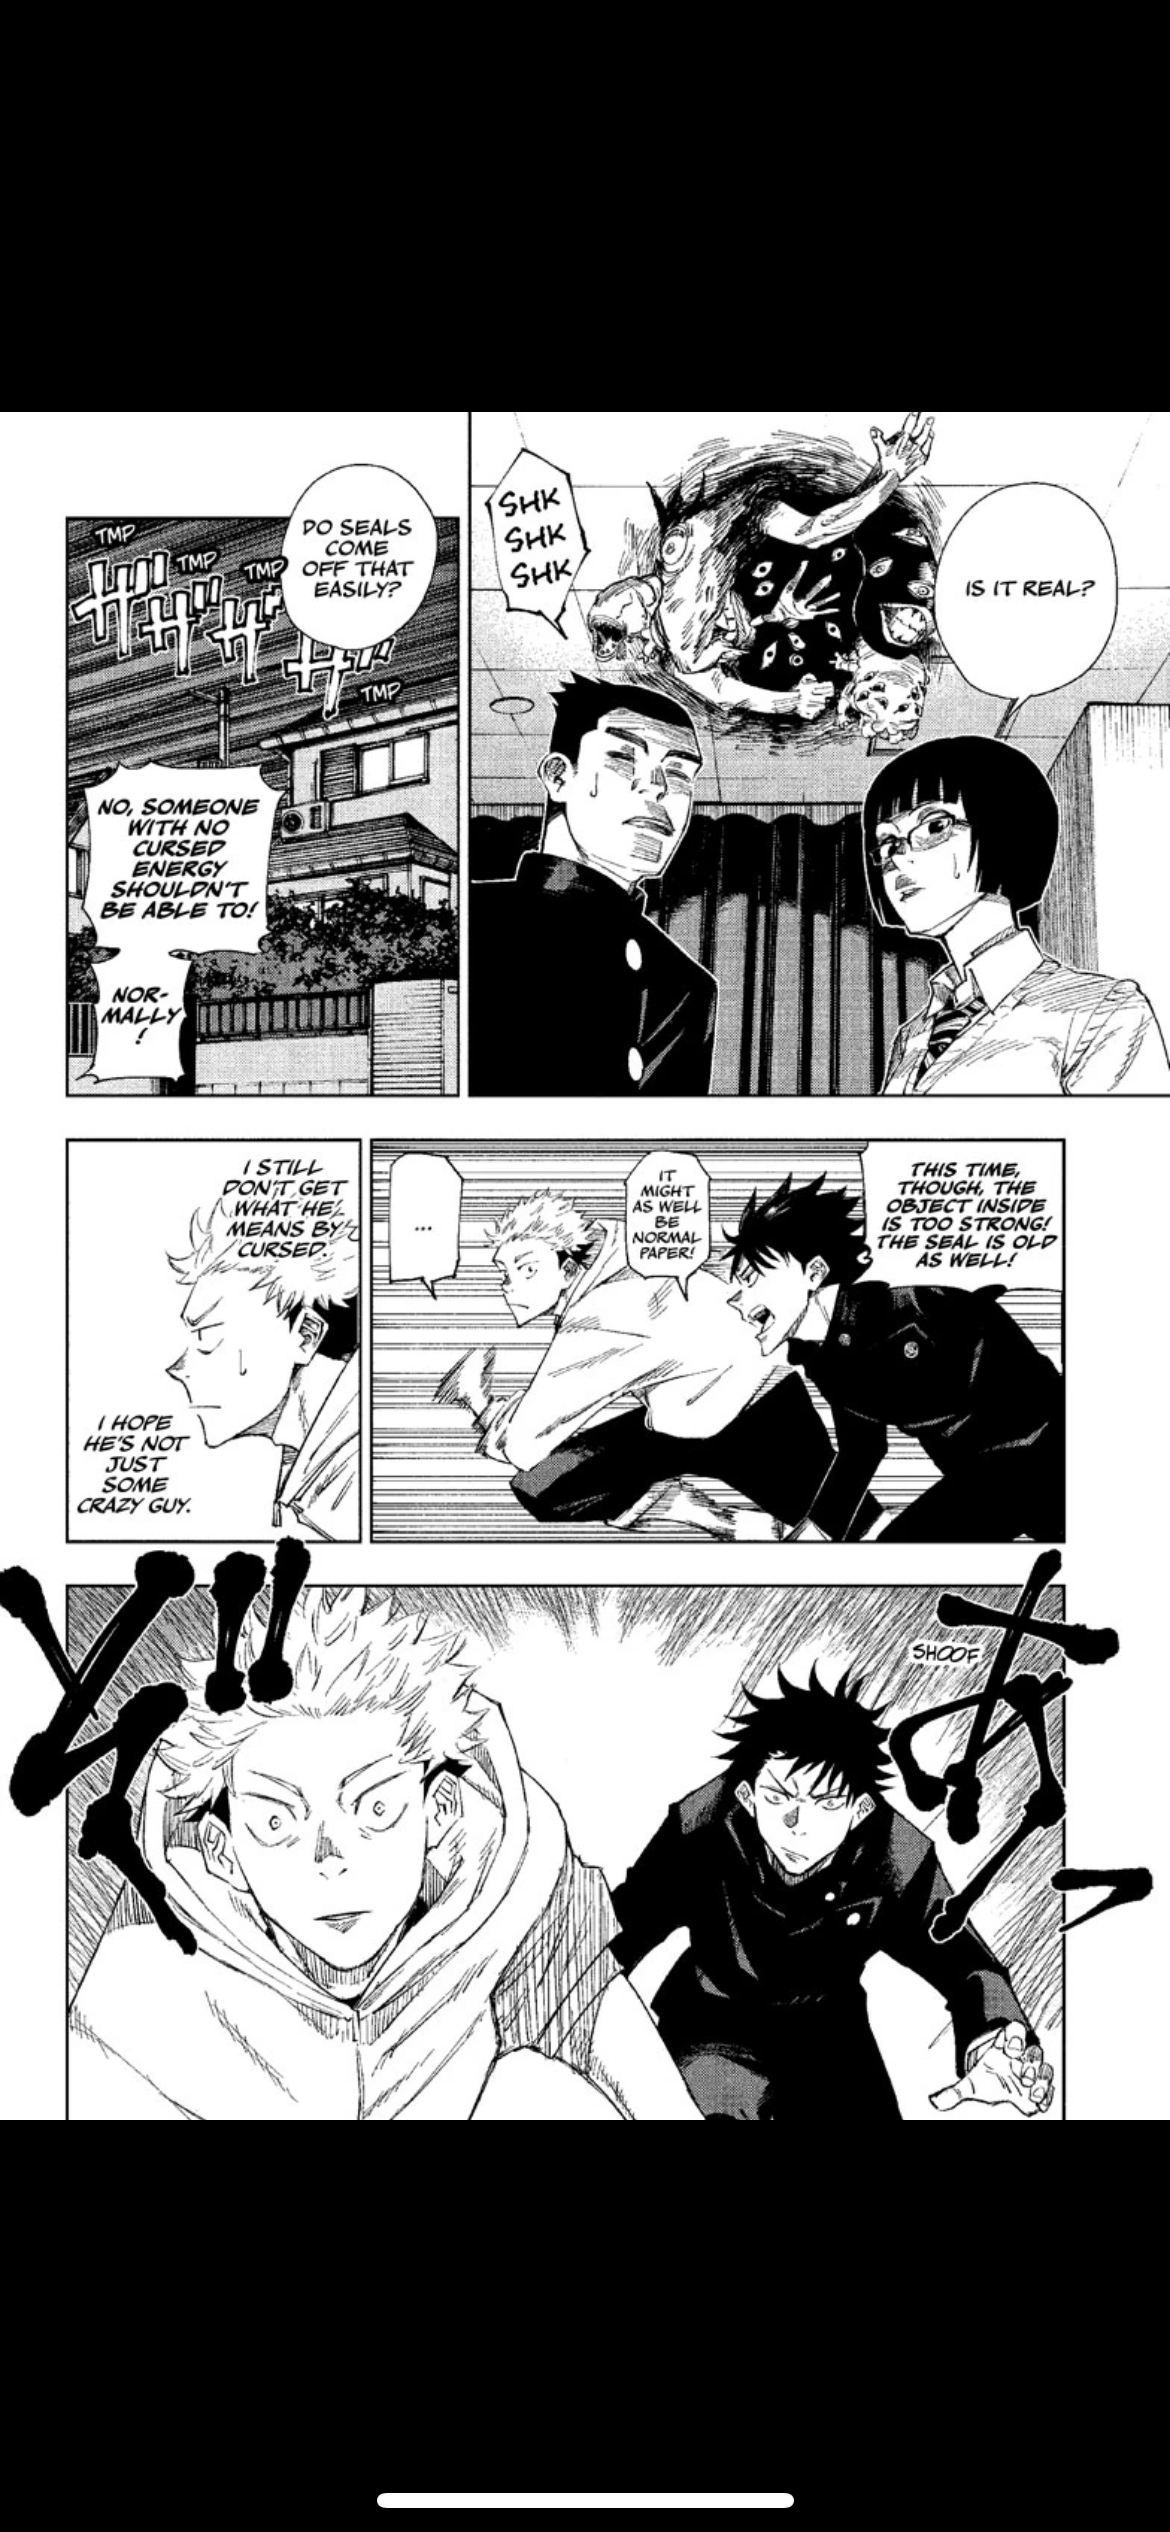 IS IT REAL?
SHK
SHK
SHK
DO SEALS
COME
OFF THAT
EASILY?
TMP
TMP
TMP
TMP
NO, SOMEONE
WITH NO
CURSED
ENERGY
SHOULDN'T
BE ABLE TO!
NOR-
MALLY
!
THIS TIME,
THOUGH, THE
OBJECT INSIDE
IS TOO STRONG!
THE SEAL IS OLD
AS WELL!
IT
MIGHT
AS WELL
BE
NORMAL
PAPER!
...
I STILL
DON'T GET
WHAT HE
MEANS BY
CURSED.
I HOPE
HE'S NOT
JUST
SOME
CRAZY GUY.
SHOOF